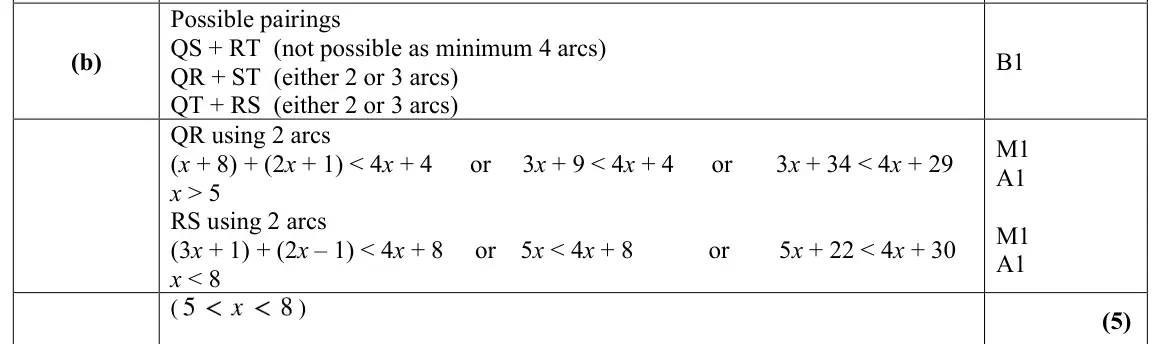 Possible pairings
(b)
QS + RT (not possible as minimum 4 arcs)
B1
QR + ST (either 2 or 3 arcs)
QT + RS (either 2 or 3 arcs)
QR using 2 arcs
M1
(x + 8) + (2x + 1) < 4x + 4 or 3x + 9 < 4x + 4 or 3x + 34 < 4x + 29
A1
x > 5
RS using 2 arcs
M1
(3x + 1) + (2x – 1) < 4x + 8 or 5x < 4x + 8 or 5x + 22 < 4x + 30
A1
x < 8
( 5 < x < 8 )
(5)